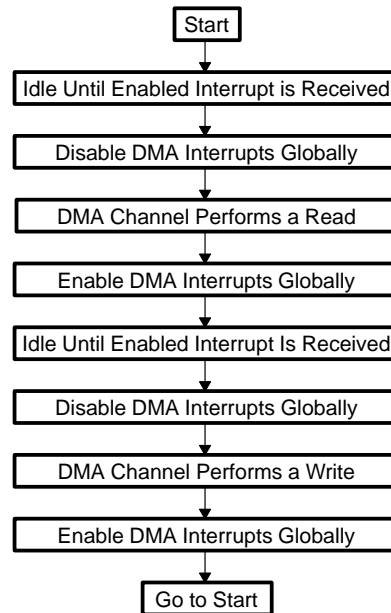 Start
Idle Until Enabled Interrupt is Received
Disable DMA Interrupts Globally
DMA Channel Performs a Read
Enable DMA Interrupts Globally
Idle Until Enabled Interrupt Is Received
Disable DMA Interrupts Globally
DMA Channel Performs a Write
Enable DMA Interrupts Globally
Go to Start